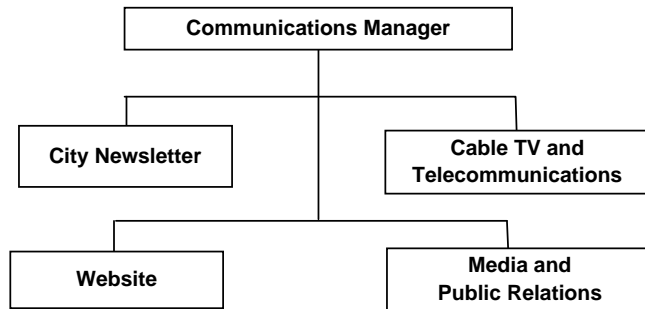 Communications Manager
City Newsletter
Cable TV and
Telecommunications
Website
Media and
Public Relations